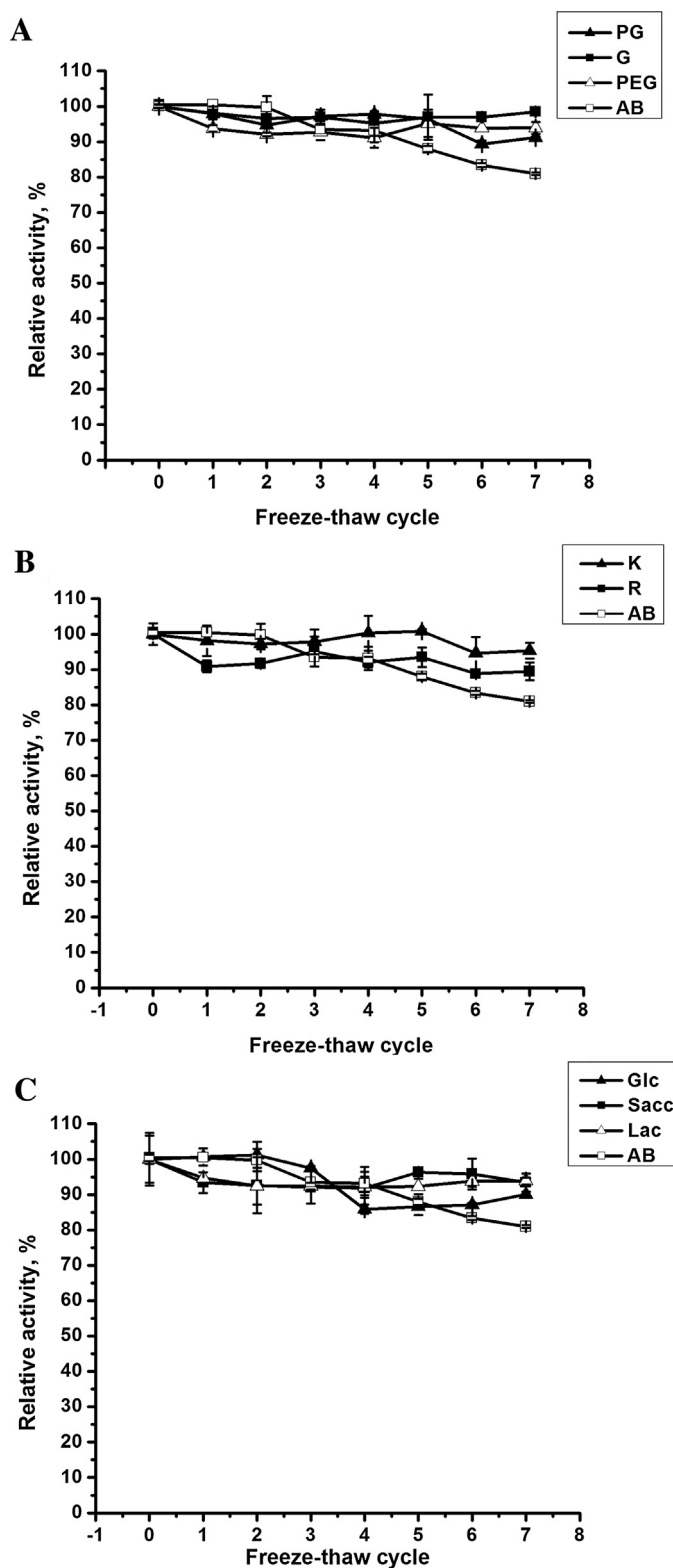 A
PG
G
PEG
AB
110
100
90
80
70
60
50
40
30
20
10
0
Relative activity, %
0 1 2 3 4 5 6 7 8
Freeze-thaw cycle
B
K
R
AB
110
100
90
80
70
60
50
40
30
20
10
0
Relative activity, %
-1 0 1 2 3 4 5 6 7 8
Freeze-thaw cycle
C
Glc
Sacc
Lac
AB
110
100
90
80
70
60
50
40
30
20
10
0
Relative activity, %
-1 0 1 2 3 4 5 6 7 8
Freeze-thaw cycle